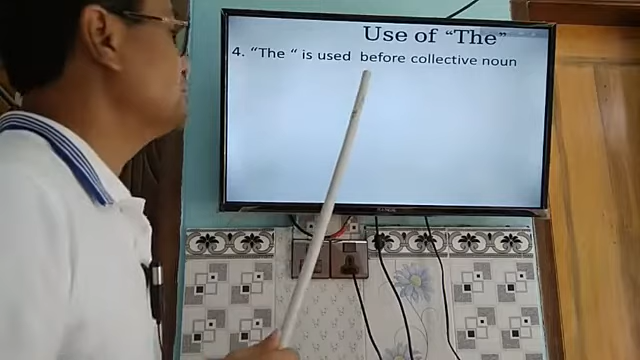 Use of “The”
4. “The “ is used before collective noun